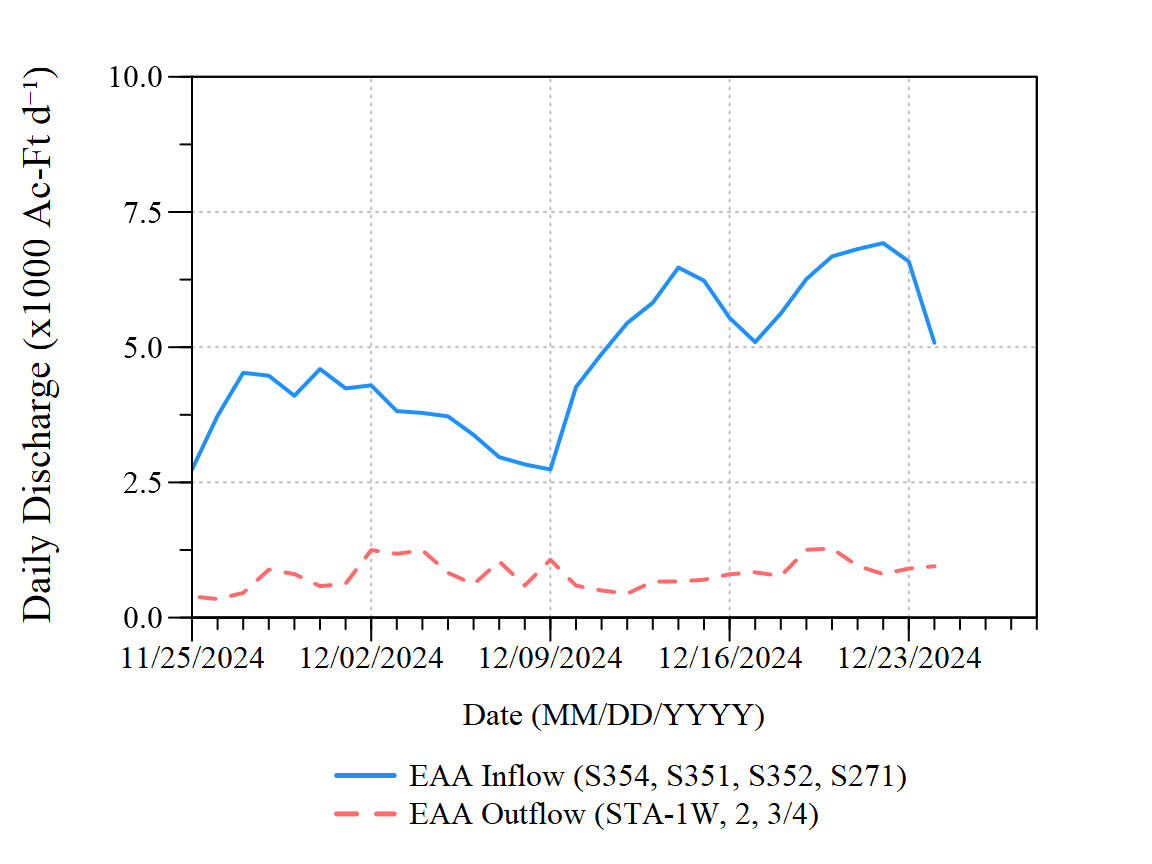 Daily Discharge (x1000 Ac-Ft d⁻¹)
10.0
7.5
5.0
2.5
0.0
11/25/2024 12/02/2024 12/09/2024 12/16/2024 12/23/2024
Date (MM/DD/YYYY)
EAA Inflow (S354, S351, S352, S271)
EAA Outflow (STA-1W, 2, 3/4)